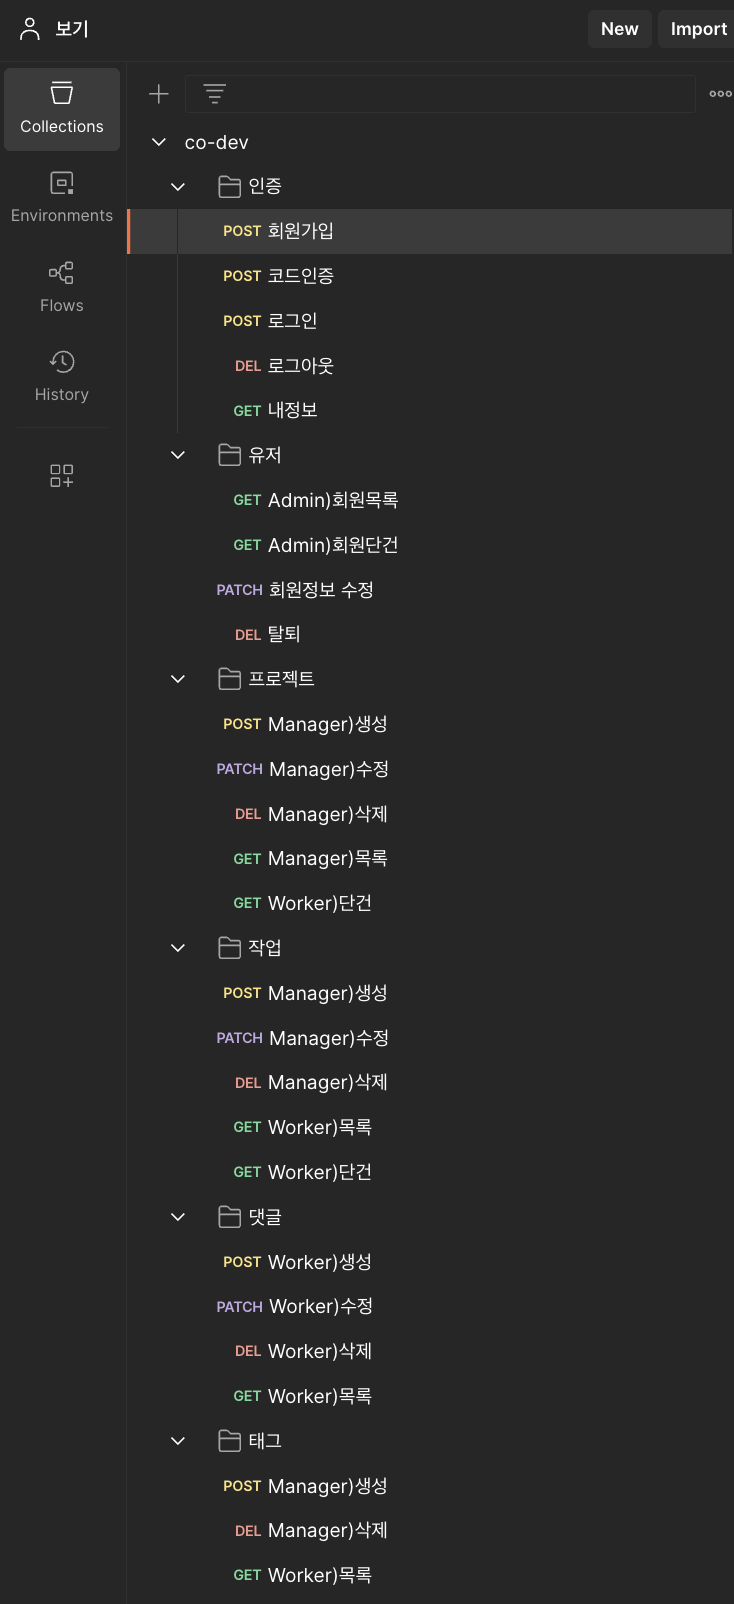 보기
New
Import
Collections
Environments
Flows
History
co-dev
인증
POST 회원가입
POST 코드인증
POST 로그인
DEL 로그아웃
GET 내정보
유저
GET Admin)회원목록
GET Admin)회원단건
PATCH 회원정보 수정
DEL 탈퇴
프로젝트
POST Manager)생성
PATCH Manager)수정
DEL Manager)삭제
GET Manager)목록
GET Worker)단건
작업
POST Manager)생성
PATCH Manager)수정
DEL Manager)삭제
GET Worker)목록
GET Worker)단건
댓글
POST Worker)생성
PATCH Worker)수정
DEL Worker)삭제
GET Worker)목록
태그
POST Manager)생성
DEL Manager)삭제
GET Worker)목록